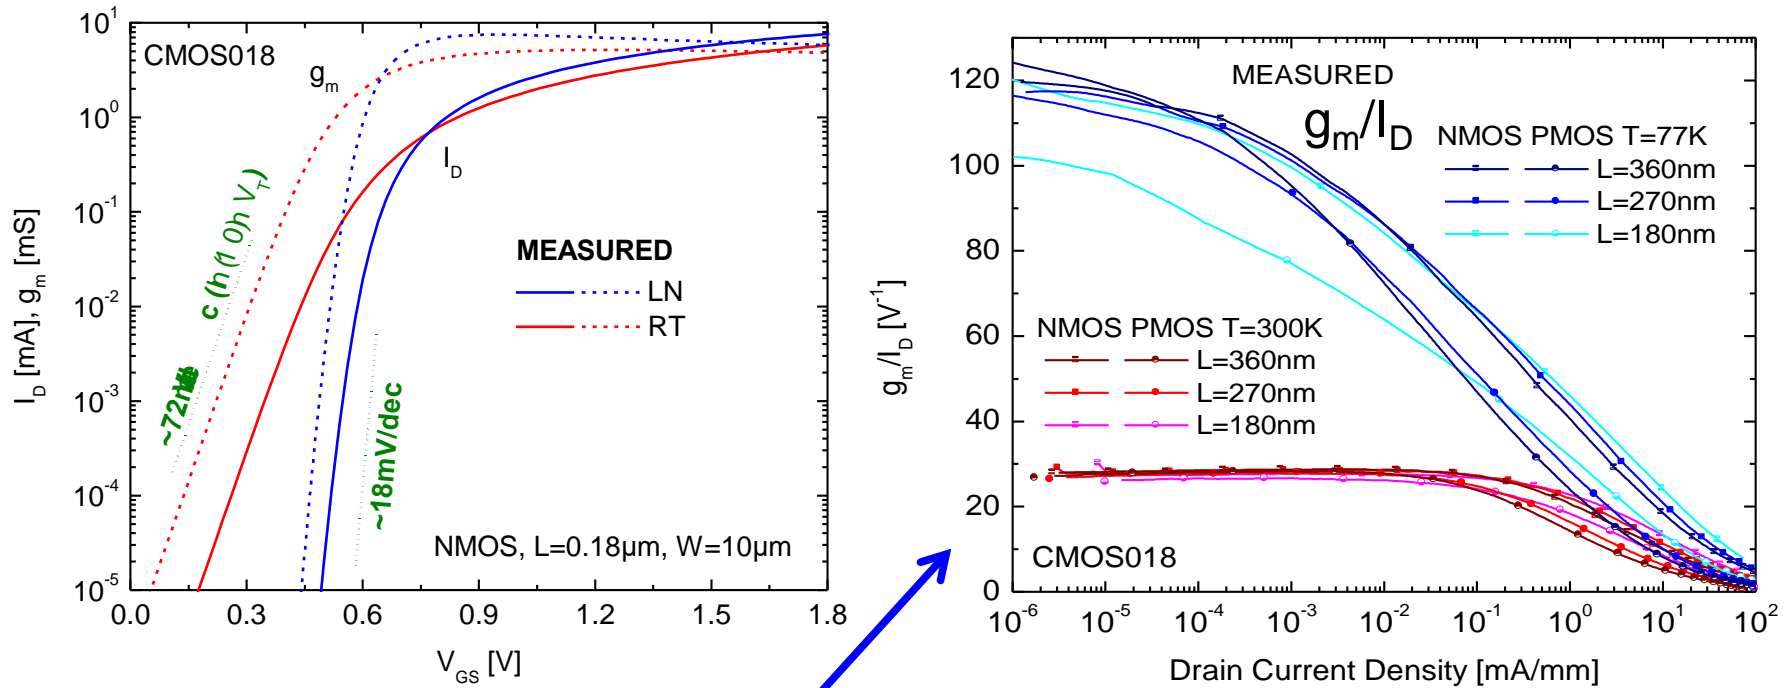 CMOS018
g_m
I_D
MEASURED
LN
RT
c (h (1 0) h V_T)
~18mV/dec
NMOS, L=0.18µm, W=10µm
I_D [mA], g_m [mS]
10^1
10^0
10^-1
10^-2
10^-3
10^-4
10^-5
0.0 0.3 0.6 0.9 1.2 1.5 1.8
V_GS [V]
MEASURED
g_m/I_D
NMOS PMOS T=77K
L=360nm
L=270nm
L=180nm
NMOS PMOS T=300K
L=360nm
L=270nm
L=180nm
CMOS018
g_m/I_D [V^-1]
120
100
80
60
40
20
0
10^-6 10^-5 10^-4 10^-3 10^-2 10^-1 10^0 10^1 10^2
Drain Current Density [mA/mm]